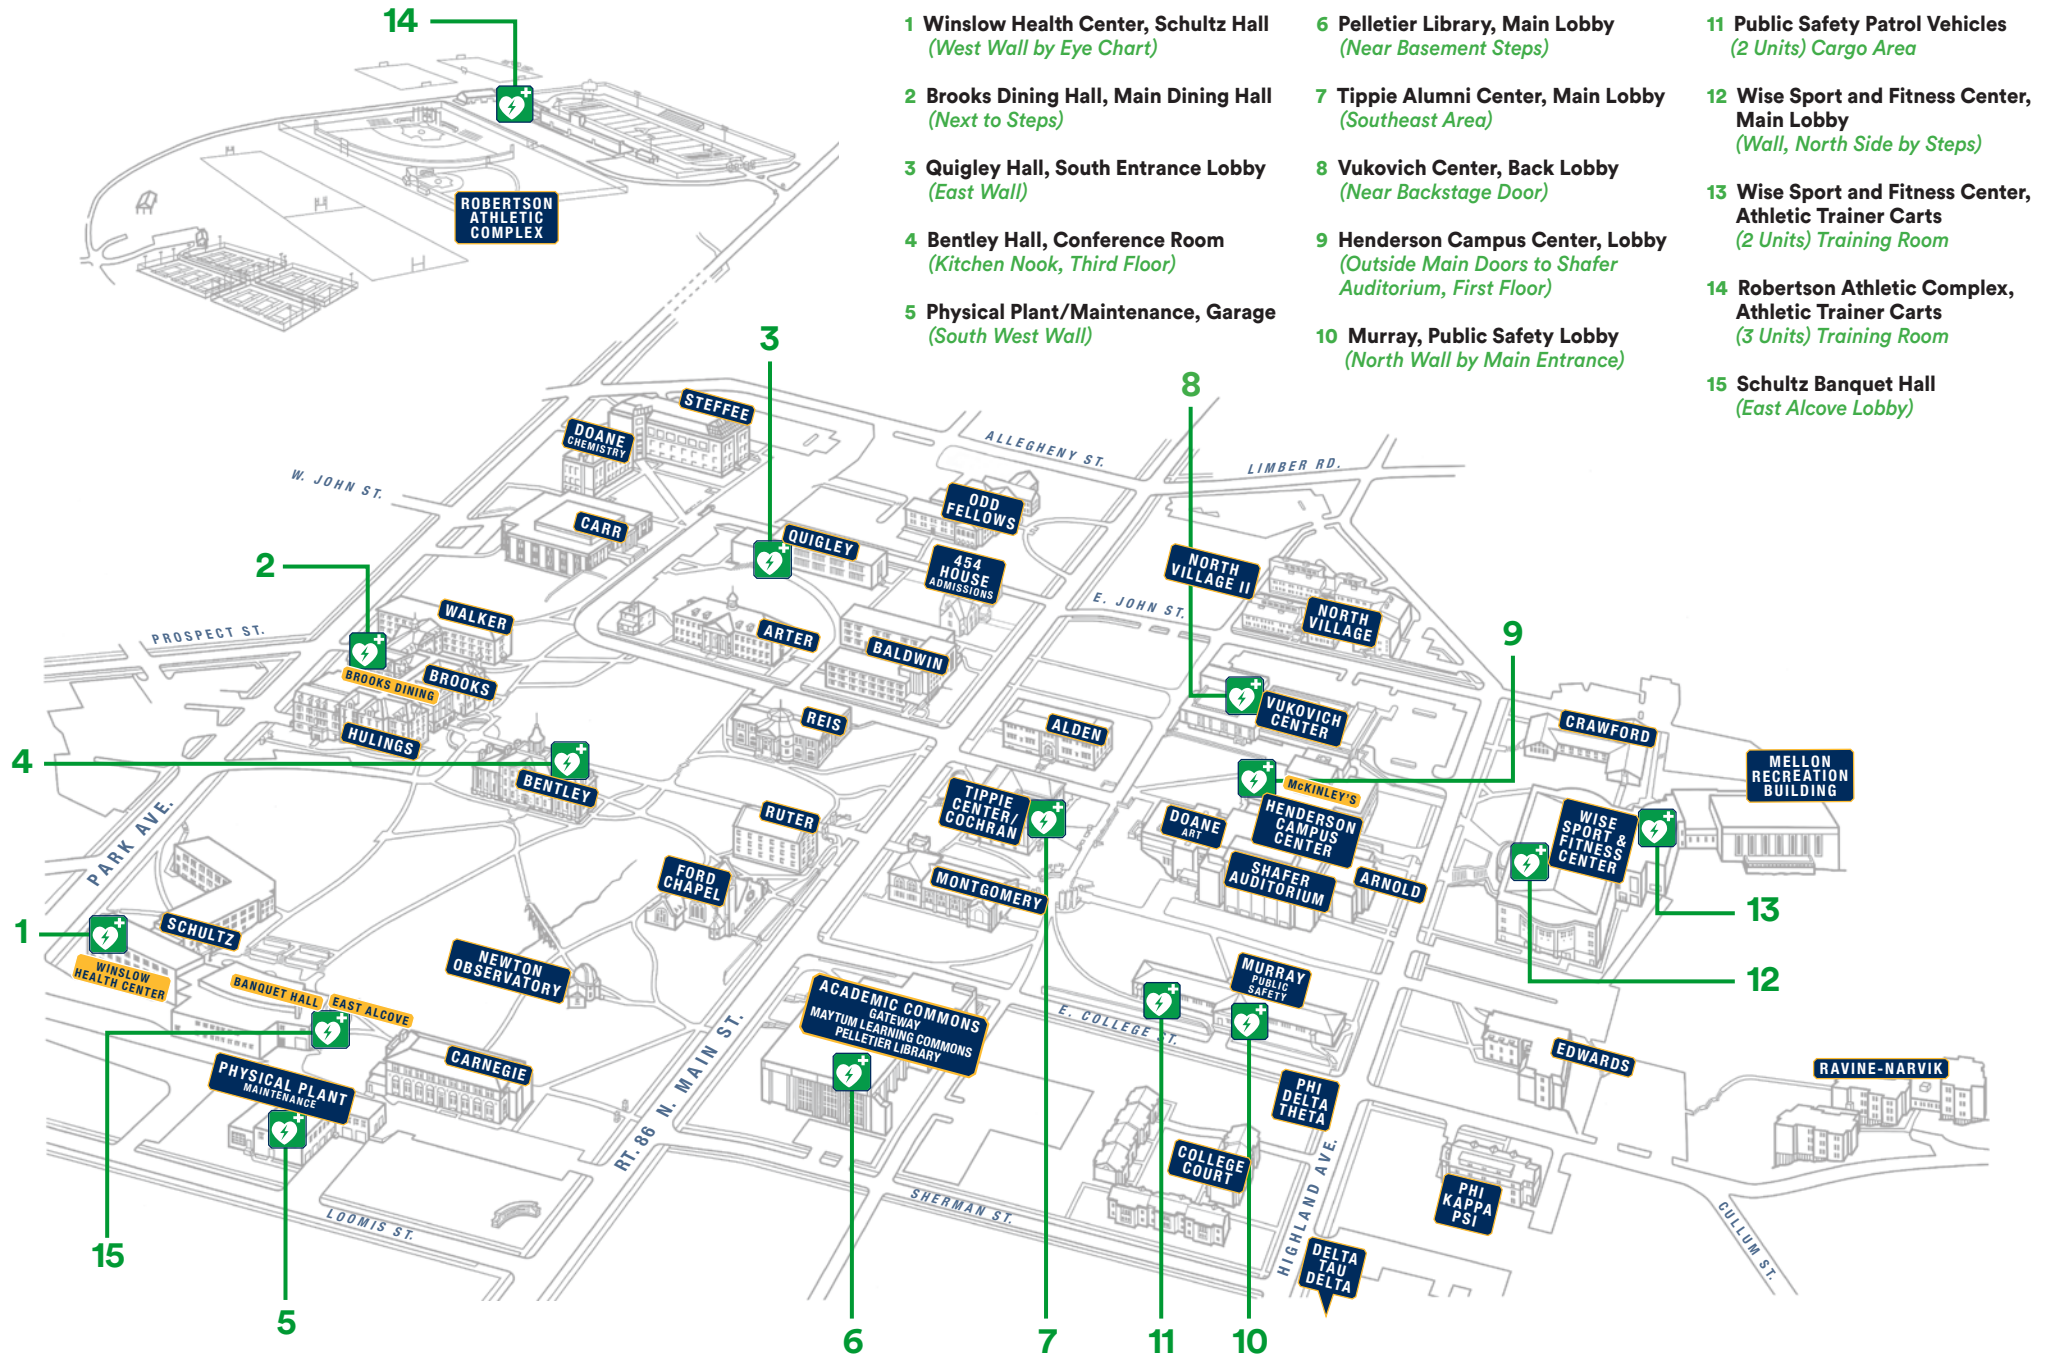 1 Winslow Health Center, Schultz Hall
(West Wall by Eye Chart)
2 Brooks Dining Hall, Main Dining Hall
(Next to Steps)
3 Quigley Hall, South Entrance Lobby
(East Wall)
4 Bentley Hall, Conference Room
(Kitchen Nook, Third Floor)
5 Physical Plant/Maintenance, Garage
(South West Wall)
6 Pelletier Library, Main Lobby
(Near Basement Steps)
7 Tippie Alumni Center, Main Lobby
(Southeast Area)
8 Vukovich Center, Back Lobby
(Near Backstage Door)
9 Henderson Campus Center, Lobby
(Outside Main Doors to Shafer
Auditorium, First Floor)
10 Murray, Public Safety Lobby
(North Wall by Main Entrance)
11 Public Safety Patrol Vehicles
(2 Units) Cargo Area
12 Wise Sport and Fitness Center,
Main Lobby
(Wall, North Side by Steps)
13 Wise Sport and Fitness Center,
Athletic Trainer Carts
(2 Units) Training Room
14 Robertson Athletic Complex,
Athletic Trainer Carts
(3 Units) Training Room
15 Schultz Banquet Hall
(East Alcove Lobby)
14
ROBERTSON
ATHLETIC
COMPLEX
3
8
STEFFEE
DOANE
CHEMISTRY
ALLEGHENY ST.
LIMBER RD.
W. JOHN ST.
CARR
ODD
FELLOWS
QUIGLEY
454
HOUSE
ADMISSIONS
NORTH
VILLAGE II
NORTH
VILLAGE
E. JOHN ST.
2
WALKER
PROSPECT ST.
ARTER
BALDWIN
9
BROOKS DINING
BROOKS
HULINGS
REIS
ALDEN
VUKOVICH
CENTER
CRAWFORD
4
BENTLEY
McKINLEY'S
MELLON
RECREATION
BUILDING
PARK AVE.
RUTER
TIPPIE
CENTER/
COCHRAN
DOANE
ART
HENDERSON
CAMPUS
CENTER
WISE
SPORT &
FITNESS
CENTER
FORD
CHAPEL
MONTGOMERY
SHAFER
AUDITORIUM
ARNOLD
13
1
SCHULTZ
WINSLOW
HEALTH CENTER
BANQUET HALL
EAST ALCOVE
NEWTON
OBSERVATORY
ACADEMIC COMMONS
GATEWAY
MAYTUM LEARNING COMMONS
PELLETIER LIBRARY
MURRAY
PUBLIC
SAFETY
12
E. COLLEGE ST.
CARNEGIE
PHYSICAL PLANT
MAINTENANCE
EDWARDS
RAVINE-NARVIK
PHI
DELTA
THETA
RT. 86 N. MAIN ST.
COLLEGE
COURT
HIGHLAND AVE.
PHI
KAPPA
PSI
SHERMAN ST.
LOOMIS ST.
CULLUM ST.
DELTA
TAU
DELTA
15
5
6
7
11
10